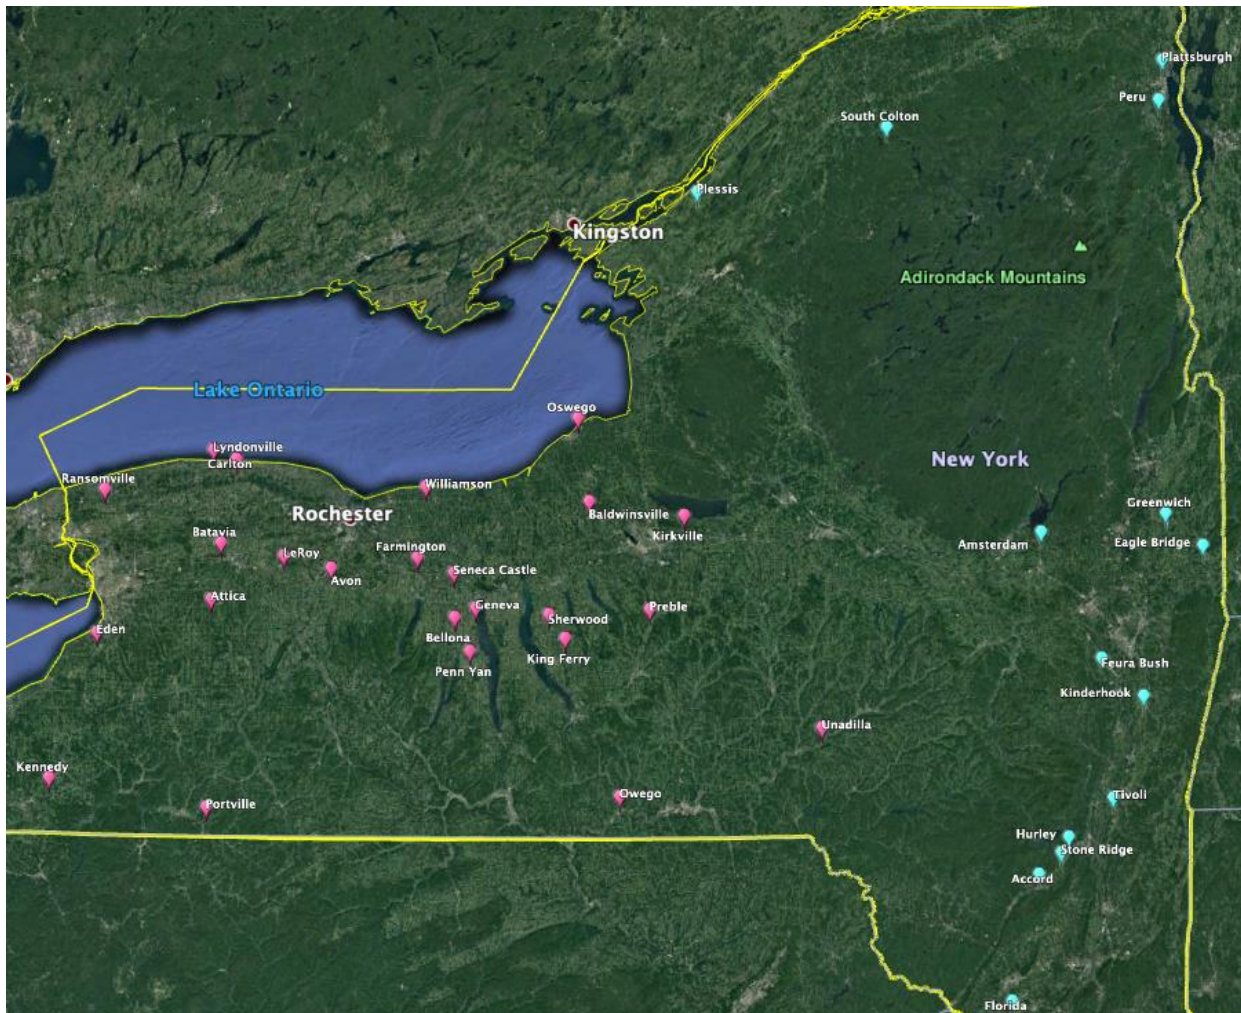 Plattsburgh
Peru
South Colton
Plessis
Kingston
Adirondack Mountains
Lake Ontario
Oswego
Lyndonville
Carlton
New York
Ransomville
Williamson
Greenwich
Rochester
Baldwinsville
Batavia
Kirkville
Amsterdam
Eagle Bridge
Farmington
LeRoy
Seneca Castle
Avon
Attica
Geneva
Preble
Sherwood
Eden
Bellona
King Ferry
Feura Bush
Penn Yan
Kinderhook
Unadilla
Kennedy
Owego
Tivoli
Portville
Hurley
Stone Ridge
Accord
Florida